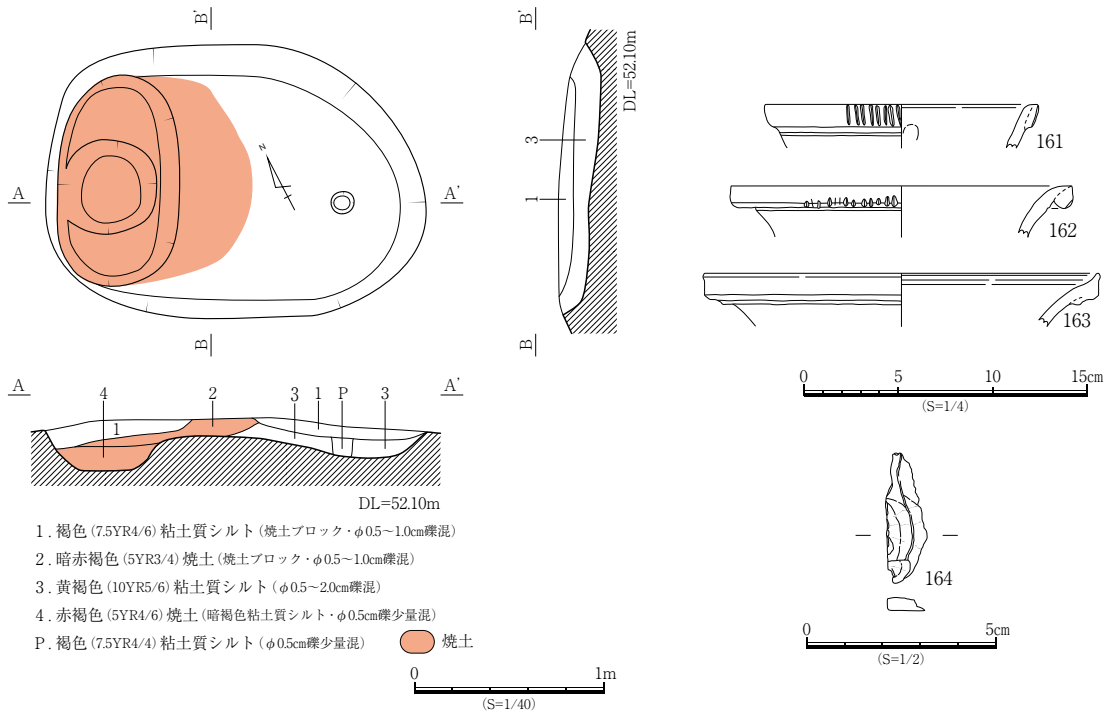 B'
B'
DL=52.10m
3
1
N
A
A'
B
B
161
162
163
0 5 10 15cm
(S=1/4)
A
4
2
3
1
P
3
A'
1
DL=52.10m
1．褐色 (7.5YR4/6) 粘土質シルト (焼土ブロック・φ0.5～1.0cm礫混)
2．暗赤褐色 (5YR3/4) 焼土 (焼土ブロック・φ0.5～1.0cm礫混)
3．黄褐色 (10YR5/6) 粘土質シルト (φ0.5～2.0cm礫混)
4．赤褐色 (5YR4/6) 焼土 (暗褐色粘土質シルト・φ0.5cm礫少量混)
P．褐色 (7.5YR4/4) 粘土質シルト (φ0.5cm礫少量混)
焼土
0 1m
(S=1/40)
164
0 5cm
(S=1/2)